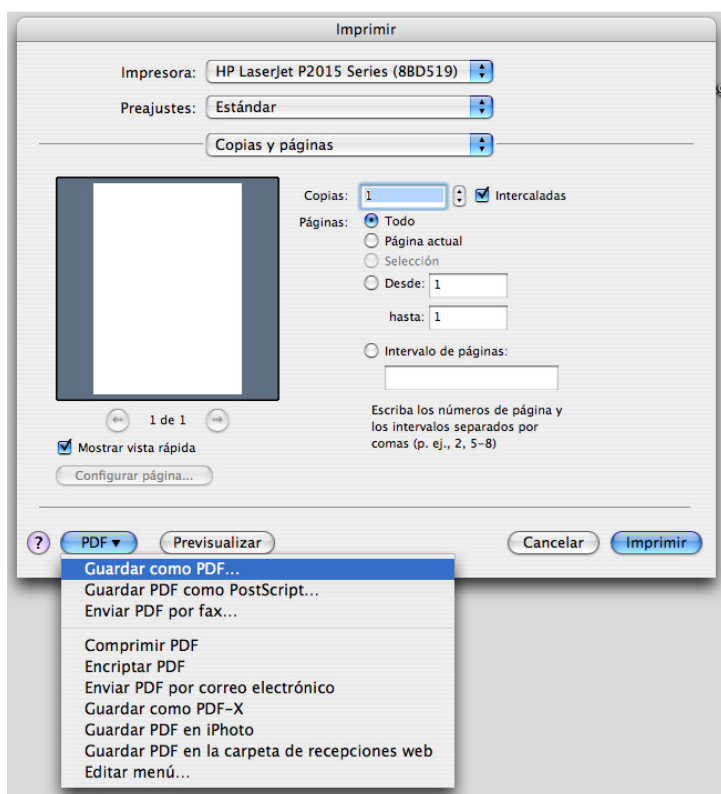 Imprimir
Impresora: HP LaserJet P2015 Series (8BD519)
Preajustes: Estándar
Copias y páginas
Copias: 1 Intercaladas
Páginas: Todo
Página actual
Selección
Desde: 1
hasta: 1
Intervalo de páginas:
Escriba los números de página y
los intervalos separados por
comas (p. ej., 2, 5-8)
1 de 1
Mostrar vista rápida
Configurar página...
? PDF▼ Previsualizar Cancelar Imprimir
Guardar como PDF...
Guardar PDF como PostScript...
Enviar PDF por fax...
Comprimir PDF
Encriptar PDF
Enviar PDF por correo electrónico
Guardar como PDF-X
Guardar PDF en iPhoto
Guardar PDF en la carpeta de recepciones web
Editar menú...